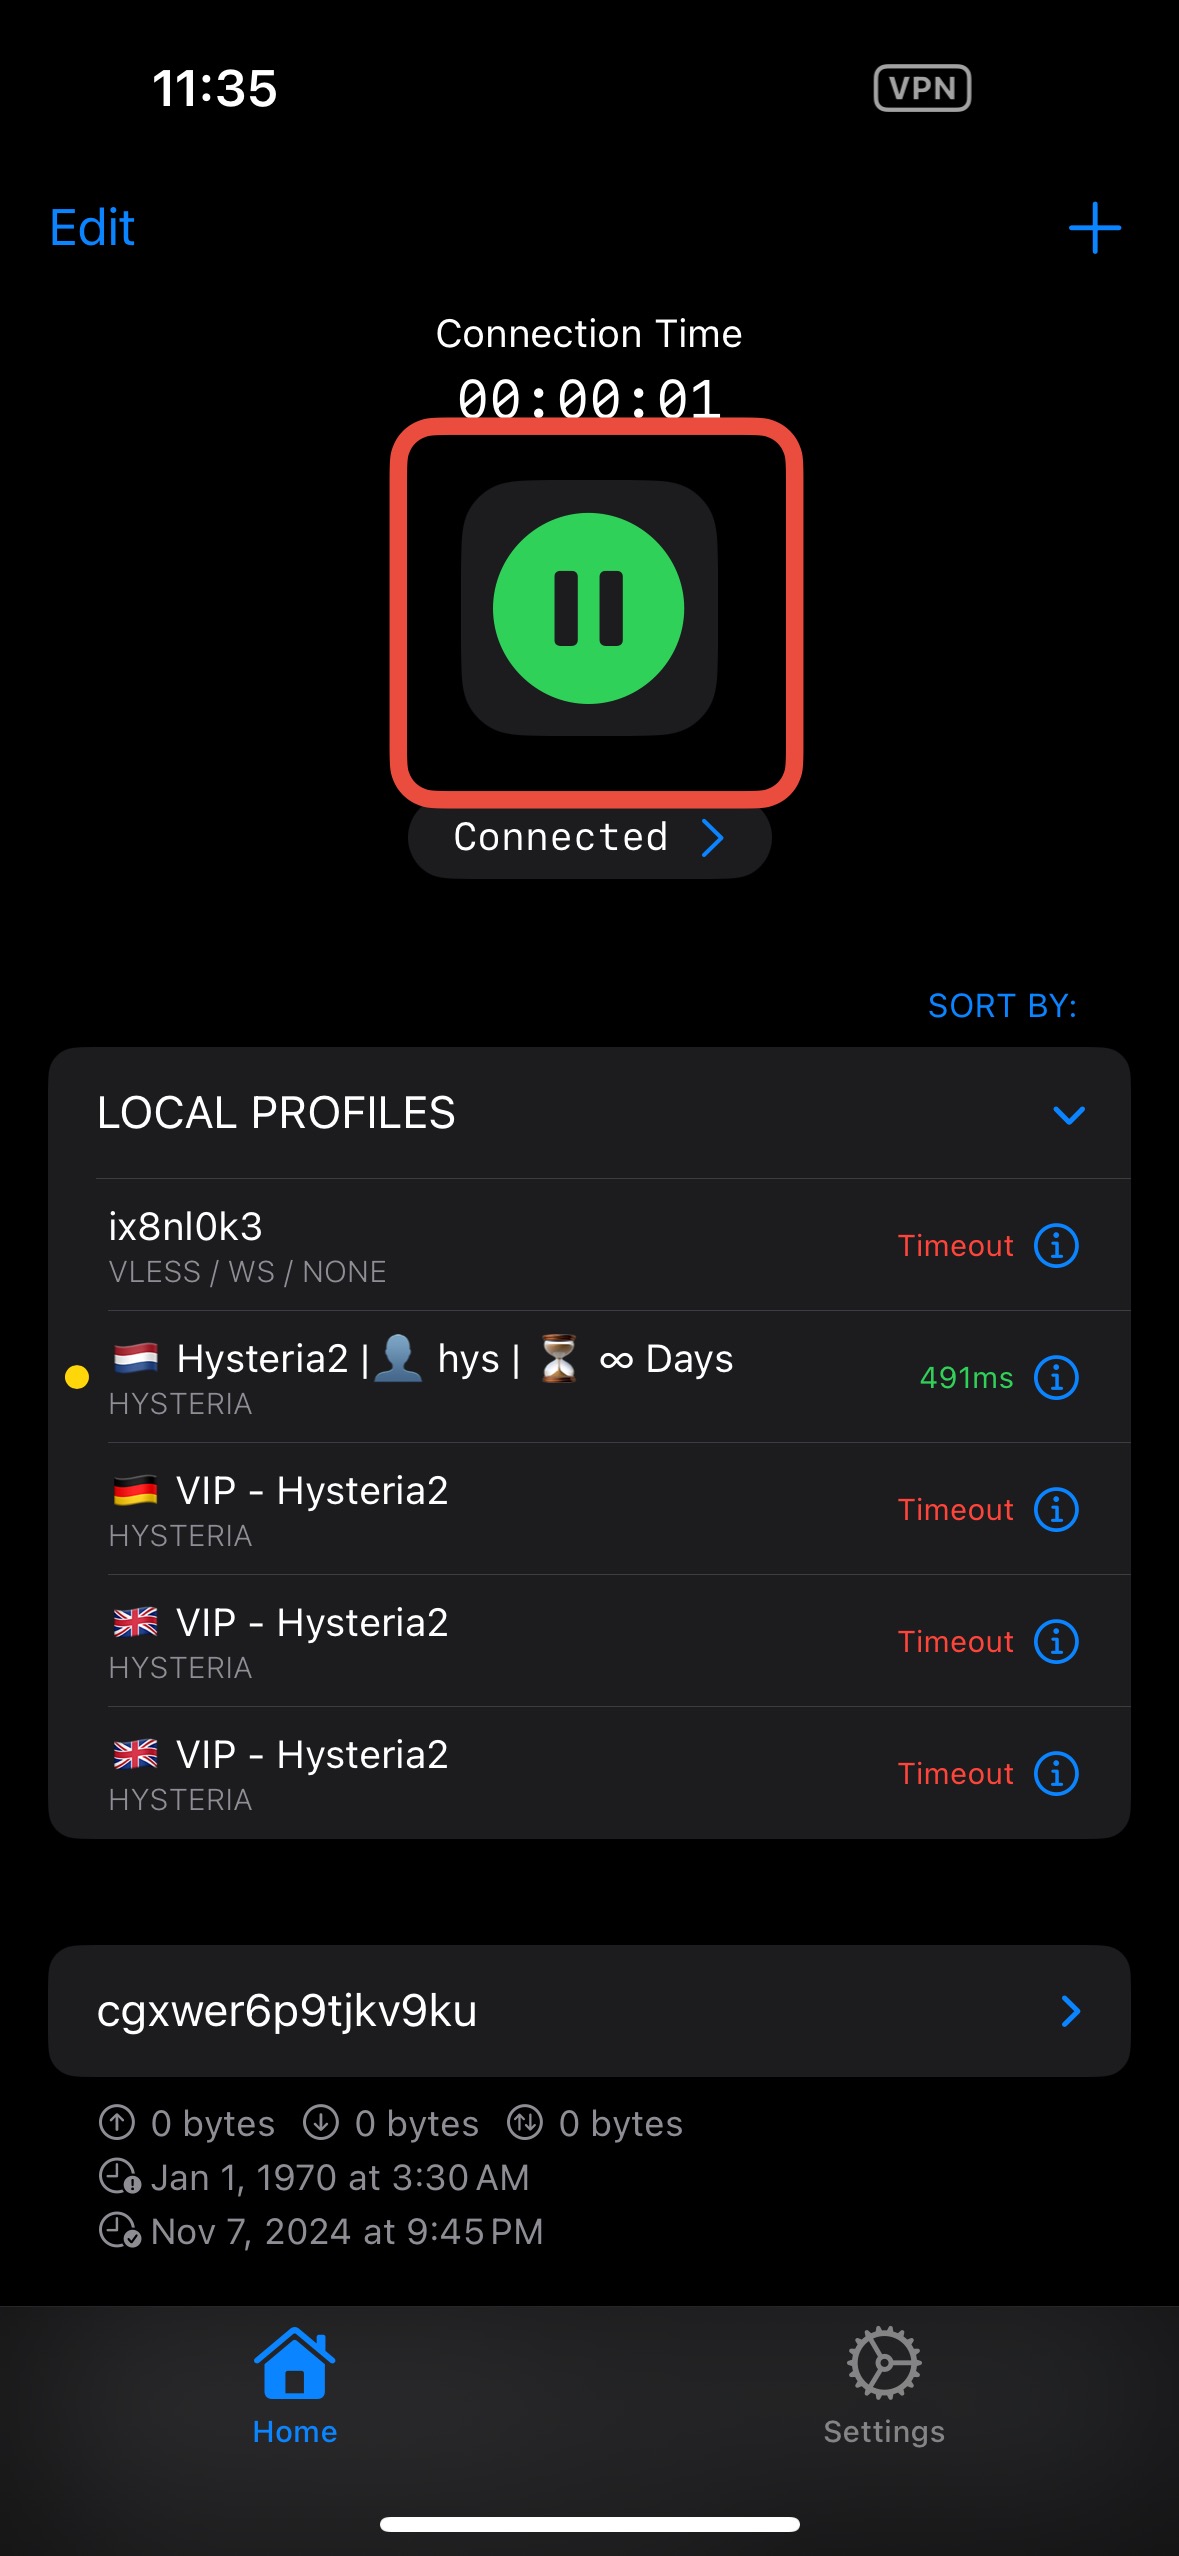 11:35 VPN
Edit
Connection Time
00:00:01
Connected
SORT BY:
LOCAL PROFILES
ix8nl0k3
VLESS / WS / NONE
Timeout
🇳🇱 Hysteria2 |👤 hys | ⏳ ∞ Days
HYSTERIA
491ms
🇩🇪 VIP - Hysteria2
HYSTERIA
Timeout
🇬🇧 VIP - Hysteria2
HYSTERIA
Timeout
🇬🇧 VIP - Hysteria2
HYSTERIA
Timeout
cgxwer6p9tjkv9ku
0 bytes 0 bytes 0 bytes
Jan 1, 1970 at 3:30 AM
Nov 7, 2024 at 9:45 PM
Home Settings